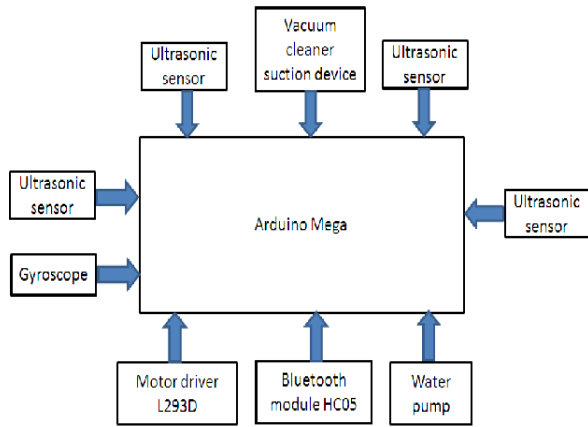 Ultrasonic
sensor
Vacuum
cleaner
suction device
Ultrasonic
sensor
Ultrasonic
sensor
Arduino Mega
Ultrasonic
sensor
Gyroscope
Motor driver
L293D
Bluetooth
module HC05
Water
pump